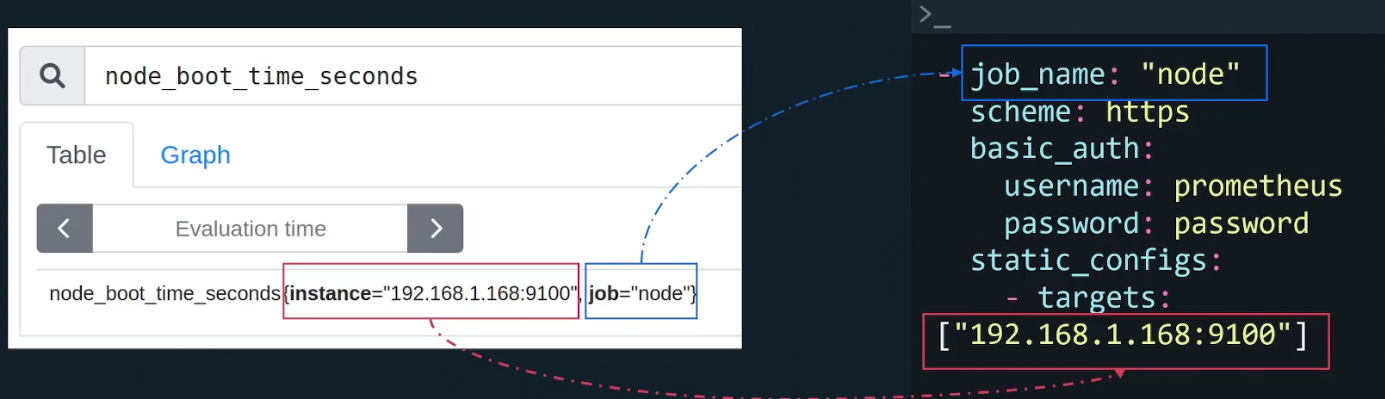 node_boot_time_seconds
Table
Graph
Evaluation time
node_boot_time_seconds{instance="192.168.1.168:9100", job="node"}
>_
- job_name: "node"
scheme: https
basic_auth:
username: prometheus
password: password
static_configs:
- targets:
["192.168.1.168:9100"]